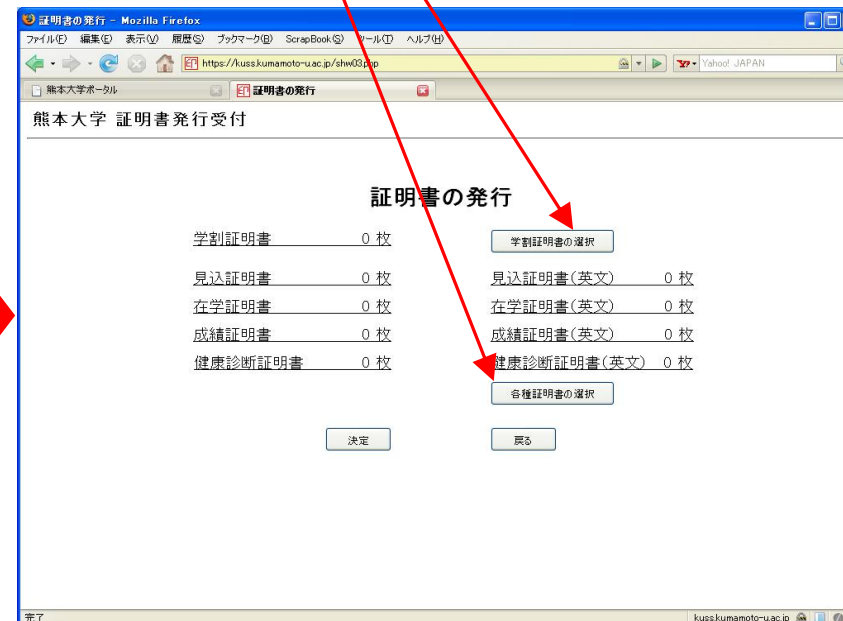 証明書の発行 - Mozilla Firefox
ファイル(F) 編集(E) 表示(V) 履歴(S) ブックマーク(B) ScrapBook(S) ツール(T) ヘルプ(H)
https://kuss.kumamoto-u.ac.jp/shw03.php Yahoo! JAPAN
熊本大学ポータル 証明書の発行
熊本大学 証明書発行受付
証明書の発行
学割証明書 0 枚 学割証明書の選択
見込証明書 0 枚 見込証明書(英文) 0 枚
在学証明書 0 枚 在学証明書(英文) 0 枚
成績証明書 0 枚 成績証明書(英文) 0 枚
健康診断証明書 0 枚 健康診断証明書(英文) 0 枚
各種証明書の選択
決定 戻る
完了 kuss.kumamoto-u.ac.jp